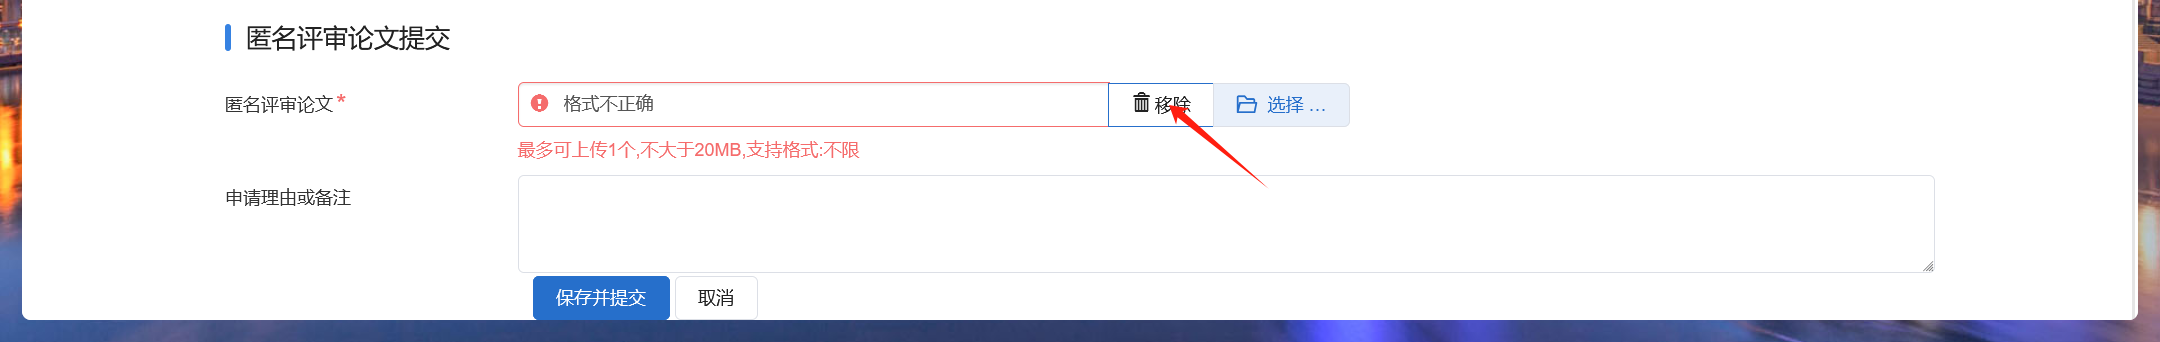 匿名评审论文提交
匿名评审论文*
格式不正确
移除
选择 ...
最多可上传1个,不大于20MB,支持格式:不限
申请理由或备注
保存并提交
取消